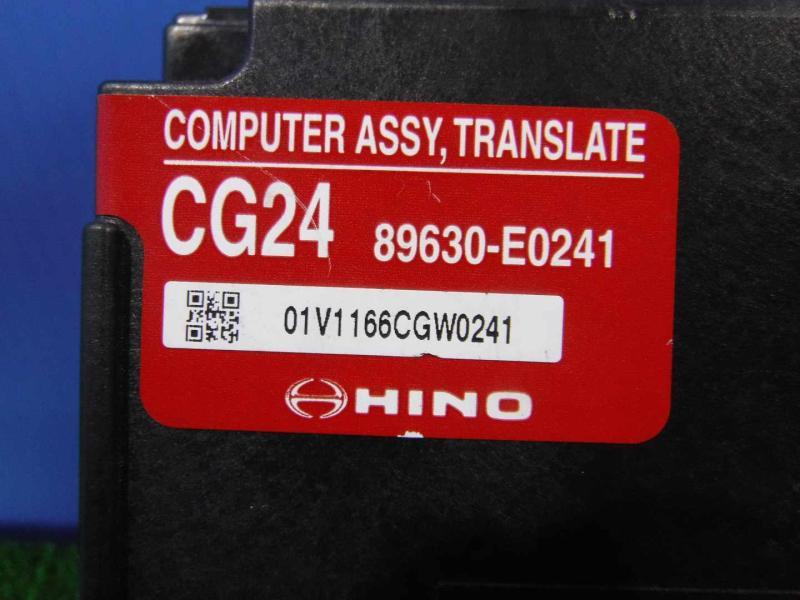 COMPUTER ASSY, TRANSLATE
CG24 89630-E0241
01V1166CGW0241
HINO